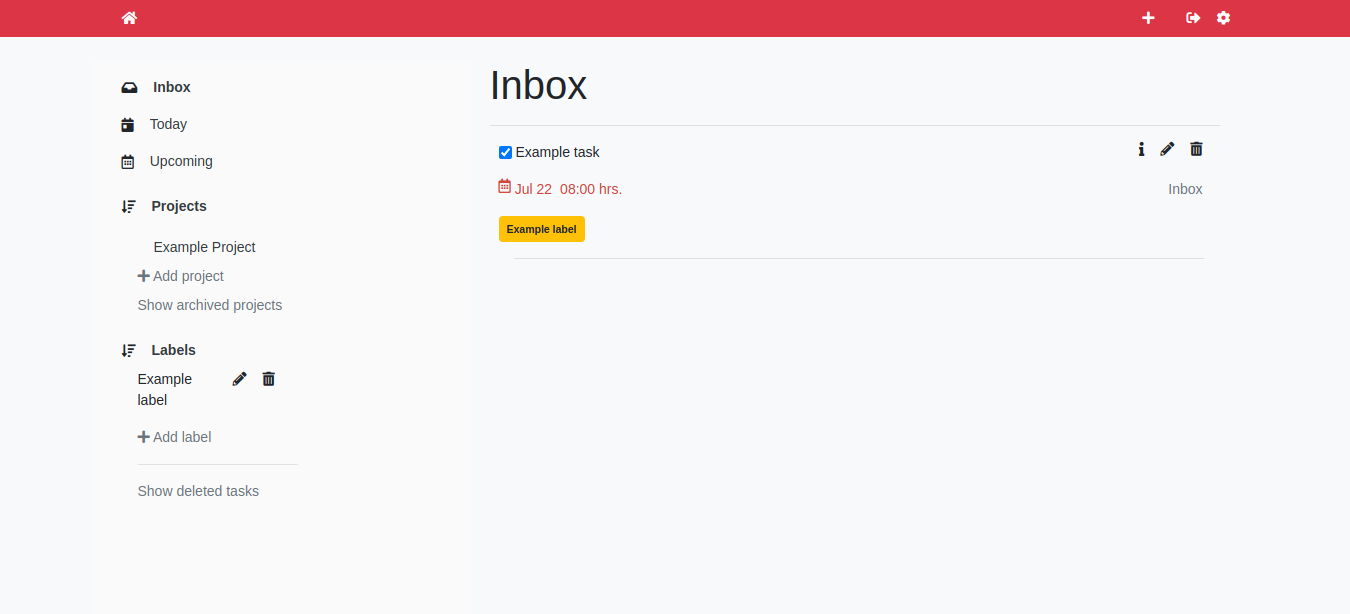 Inbox
Today
Upcoming
Projects
Example Project
Add project
Show archived projects
Labels
Example
label
Add label
Show deleted tasks
Inbox
Example task
Jul 22 08:00 hrs.
Inbox
Example label